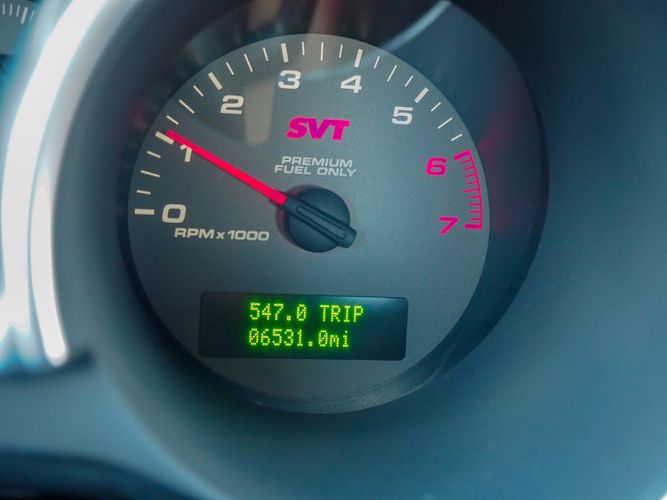 0
1
2
3
4
5
6
7
SVT
PREMIUM
FUEL ONLY
RPM x 1000
547.0 TRIP
06531.0mi